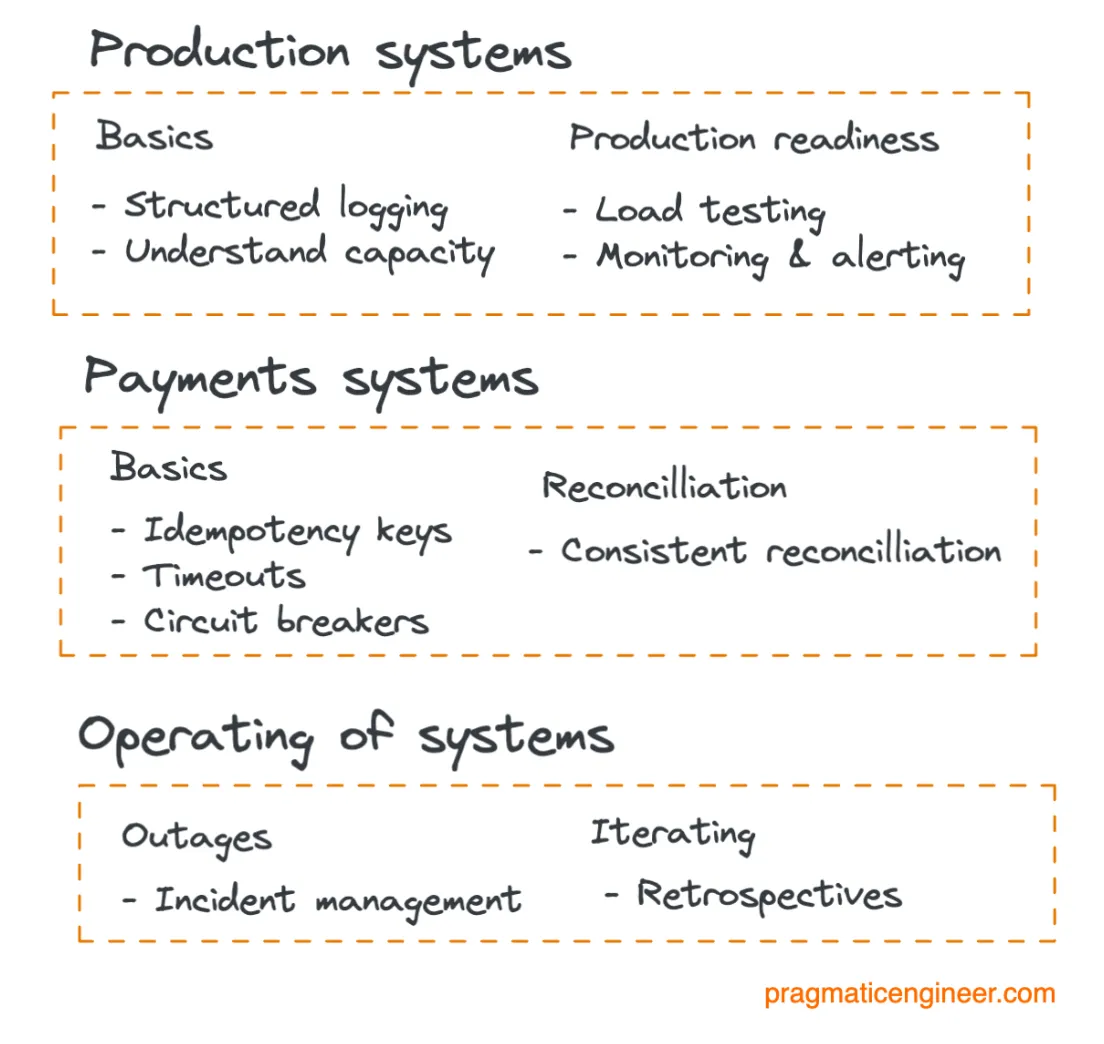 Production systems
Basics
- Structured logging
- Understand capacity
Production readiness
- Load testing
- Monitoring & alerting
Payments systems
Basics
- Idempotency keys
- Timeouts
- Circuit breakers
Reconcilliation
- Consistent reconcilliation
Operating of systems
Outages
- Incident management
Iterating
- Retrospectives
pragmaticengineer.com